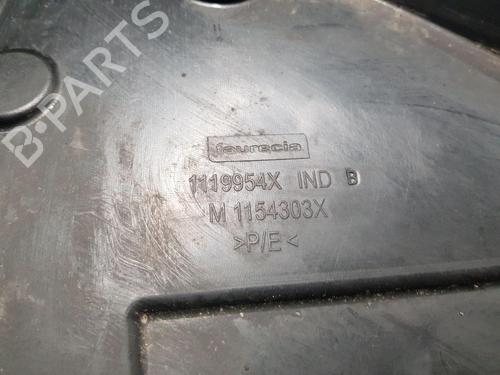 B-PARTS
faurecia
1119954X IND B
M 1154303X
>P/E<